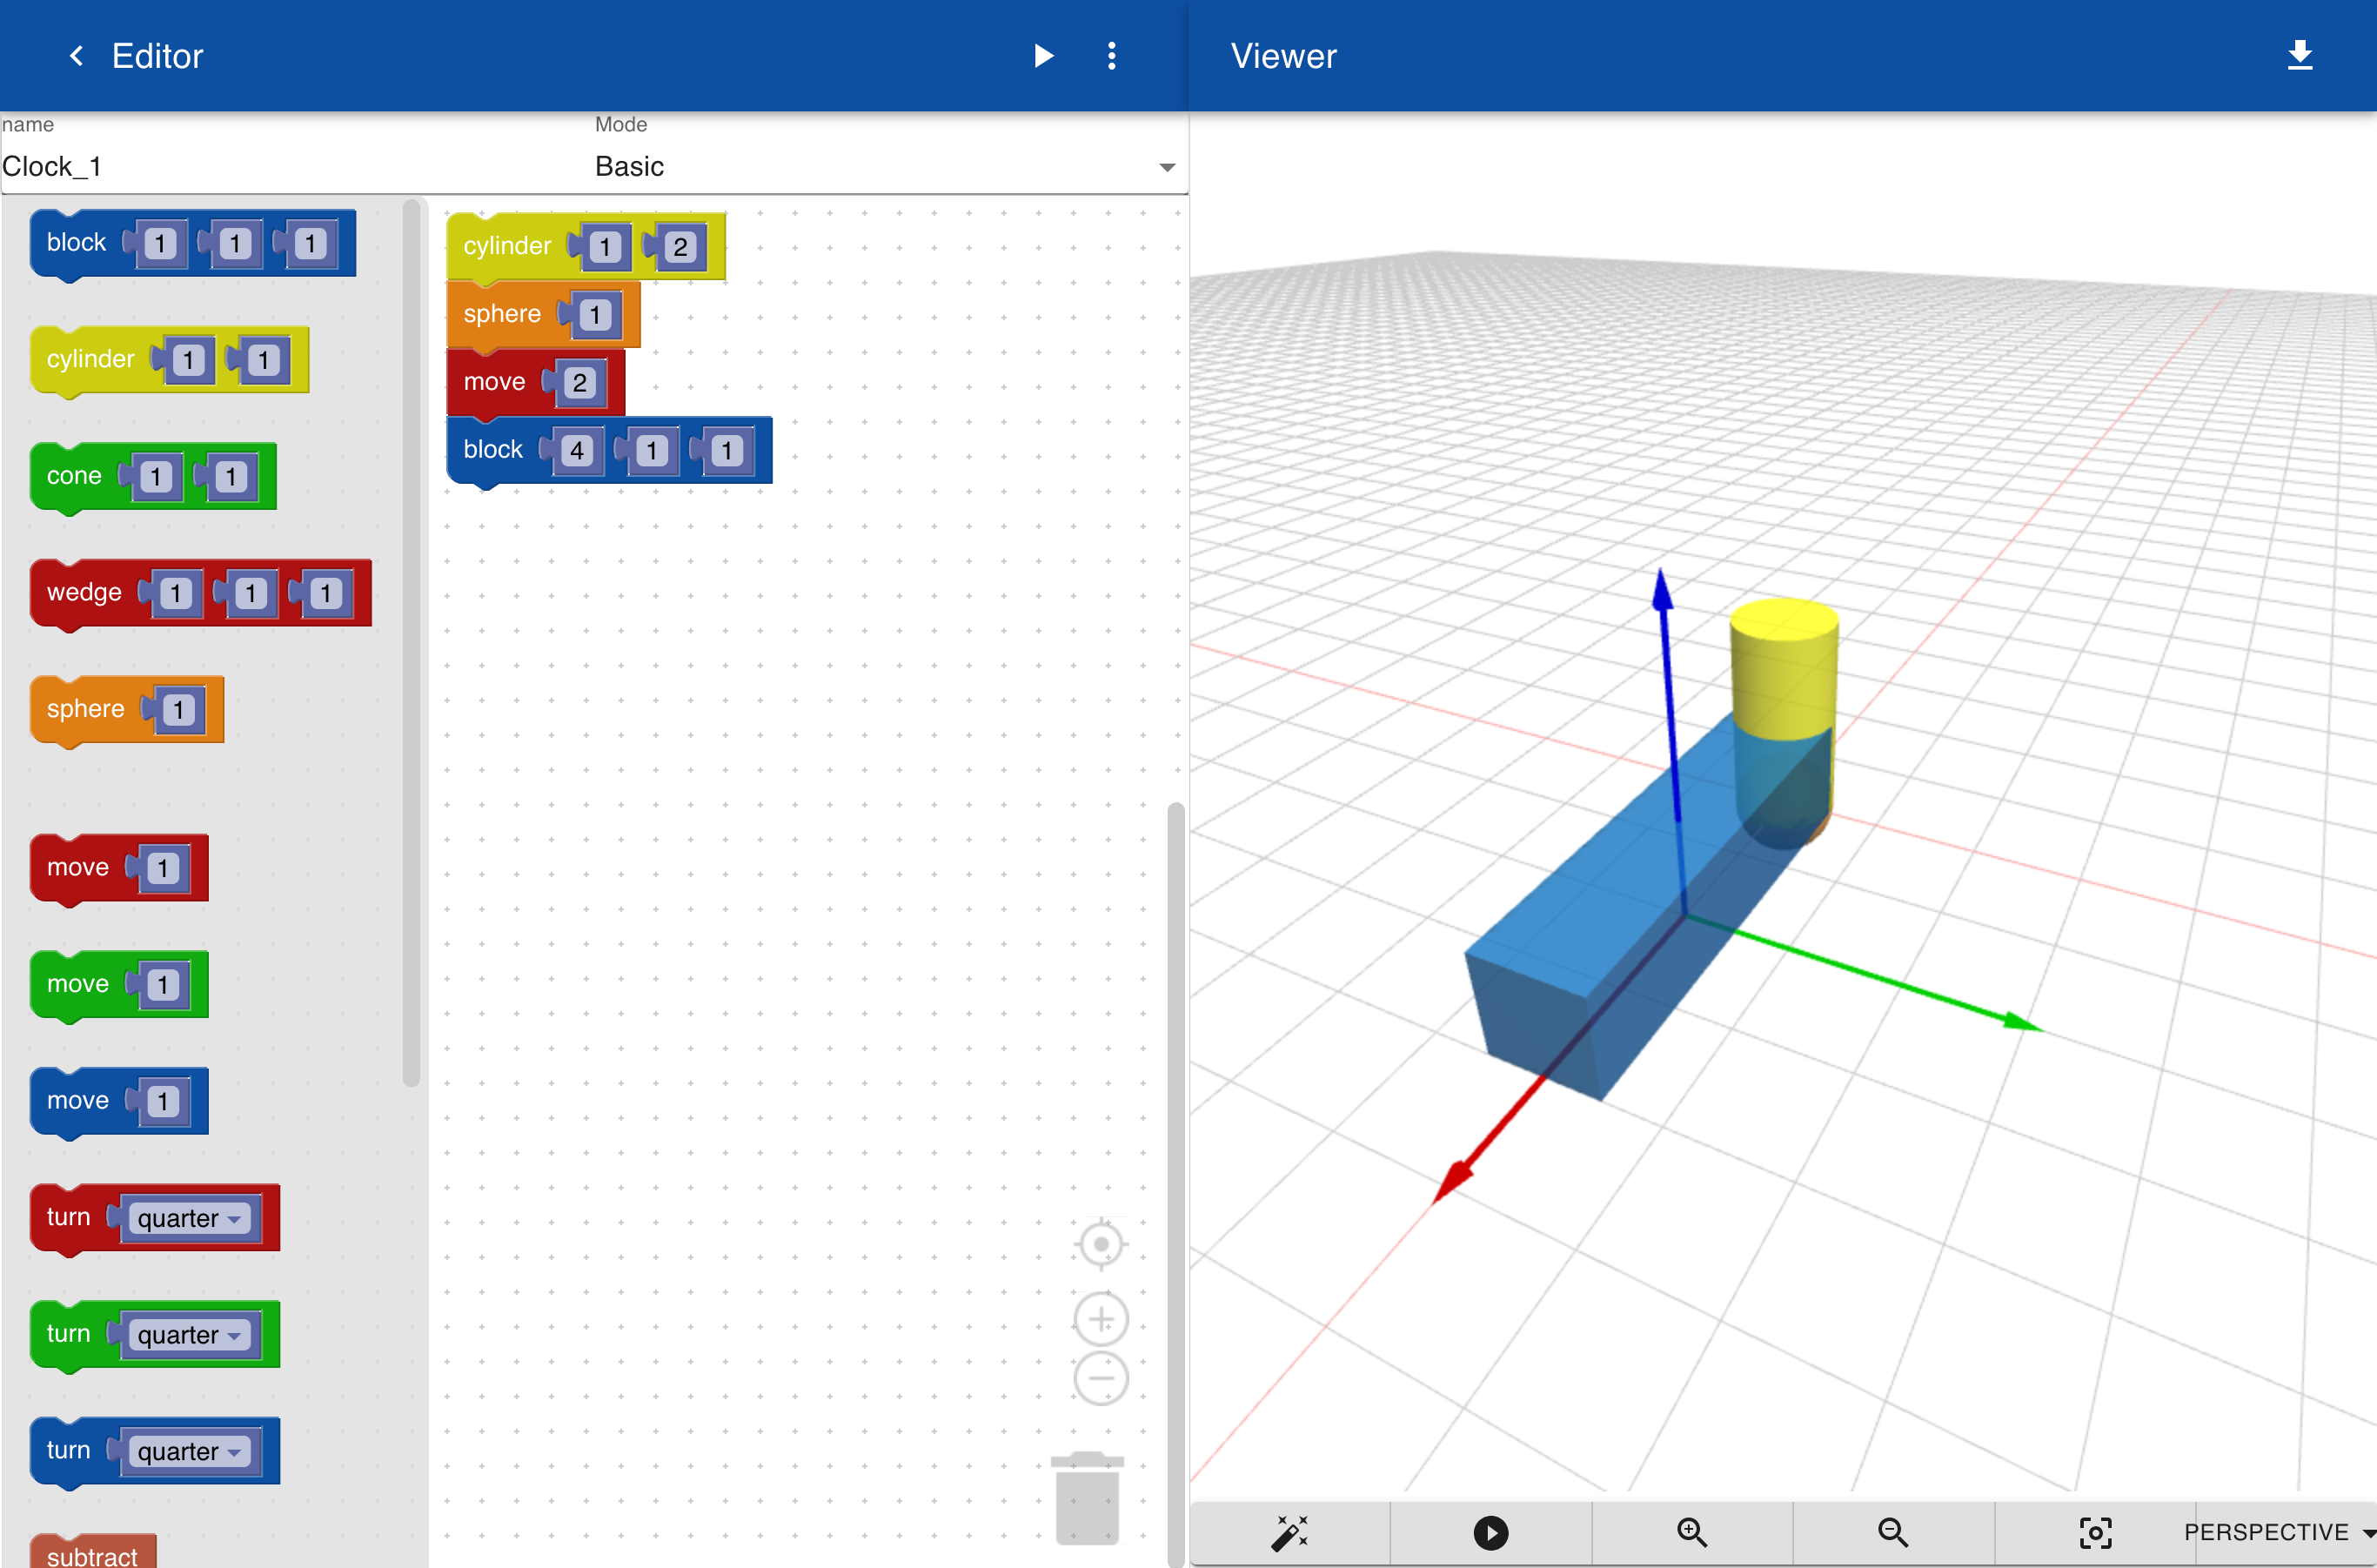 Editor
Viewer
name
Mode
Clock_1
Basic
block 1 1 1
cylinder 1 1
cone 1 1
wedge 1 1 1
sphere 1
move 1
move 1
move 1
turn quarter
turn quarter
turn quarter
subtract
cylinder 1 2
sphere 1
move 2
block 4 1 1
PERSPECTIVE